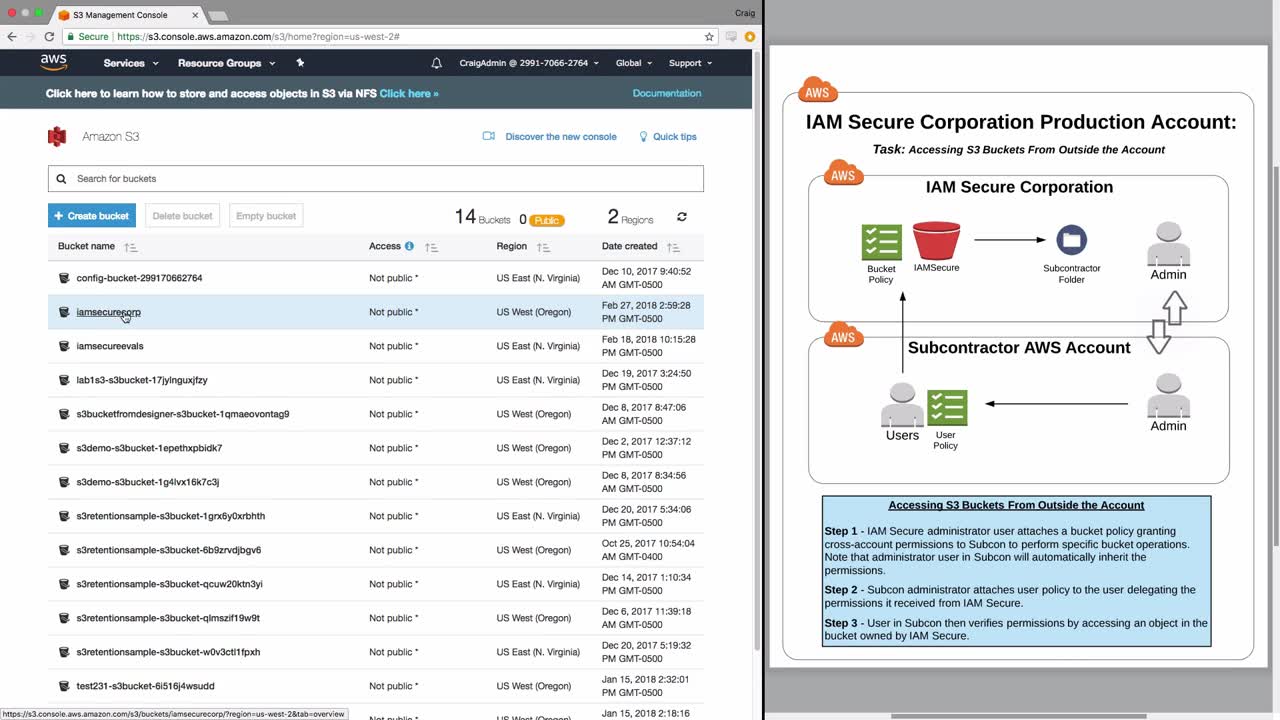 S3 Management Console
Craig
Secure https://s3.console.aws.amazon.com/s3/home?region=us-west-2#
aws Services Resource Groups CraigAdmin @ 2991-7066-2764 Global Support
Click here to learn how to store and access objects in S3 via NFS Click here » Documentation
Amazon S3 Discover the new console Quick tips
Search for buckets
+ Create bucket Delete bucket Empty bucket 14 Buckets 0 Public 2 Regions
Bucket name Access Region Date created
config-bucket-299170662764 Not public * US East (N. Virginia) Dec 10, 2017 9:40:52
AM GMT-0500
iamsecurecorp Not public * US West (Oregon) Feb 27, 2018 2:59:28
PM GMT-0500
iamsecureevals Not public * US East (N. Virginia) Feb 18, 2018 10:15:28
PM GMT-0500
lab1s3-s3bucket-17jylnguxjfzy Not public * US East (N. Virginia) Dec 19, 2017 3:24:50
PM GMT-0500
s3bucketfromdesigner-s3bucket-1qmaeovontag9 Not public * US West (Oregon) Dec 8, 2017 8:47:06
AM GMT-0500
s3demo-s3bucket-1epethxpbidk7 Not public * US West (Oregon) Dec 2, 2017 12:37:12
PM GMT-0500
s3demo-s3bucket-1g4lvx16k7c3j Not public * US West (Oregon) Dec 8, 2017 8:34:56
AM GMT-0500
s3retentionsample-s3bucket-1grx6y0xrbhth Not public * US East (N. Virginia) Dec 20, 2017 5:34:06
PM GMT-0500
s3retentionsample-s3bucket-6b9zrvdjbgv6 Not public * US West (Oregon) Oct 25, 2017 10:54:04
AM GMT-0400
s3retentionsample-s3bucket-qcuw20ktn3yi Not public * US East (N. Virginia) Dec 14, 2017 1:10:34
PM GMT-0500
s3retentionsample-s3bucket-qlmszif19w9t Not public * US West (Oregon) Dec 6, 2017 11:39:18
AM GMT-0500
s3retentionsample-s3bucket-w0v3ctl1fpxh Not public * US East (N. Virginia) Dec 20, 2017 5:19:32
PM GMT-0500
test231-s3bucket-6i516j4wsudd Not public * US West (Oregon) Jan 15, 2018 2:32:01
PM GMT-0500
Not public * US West (Oregon) Jan 15, 2018 2:18:16
https://s3.console.aws.amazon.com/s3/buckets/iamsecurecorp/?region=us-west-2&tab=overview
AWS
IAM Secure Corporation Production Account:
Task: Accessing S3 Buckets From Outside the Account
AWS
IAM Secure Corporation
Bucket
Policy
IAMSecure
Subcontractor
Folder
Admin
AWS
Subcontractor AWS Account
Users
User
Policy
Admin
Accessing S3 Buckets From Outside the Account
Step 1 - IAM Secure administrator user attaches a bucket policy granting
cross-account permissions to Subcon to perform specific bucket operations.
Note that administrator user in Subcon will automatically inherit the
permissions.
Step 2 - Subcon administrator attaches user policy to the user delegating the
permissions it received from IAM Secure.
Step 3 - User in Subcon then verifies permissions by accessing an object in the
bucket owned by IAM Secure.